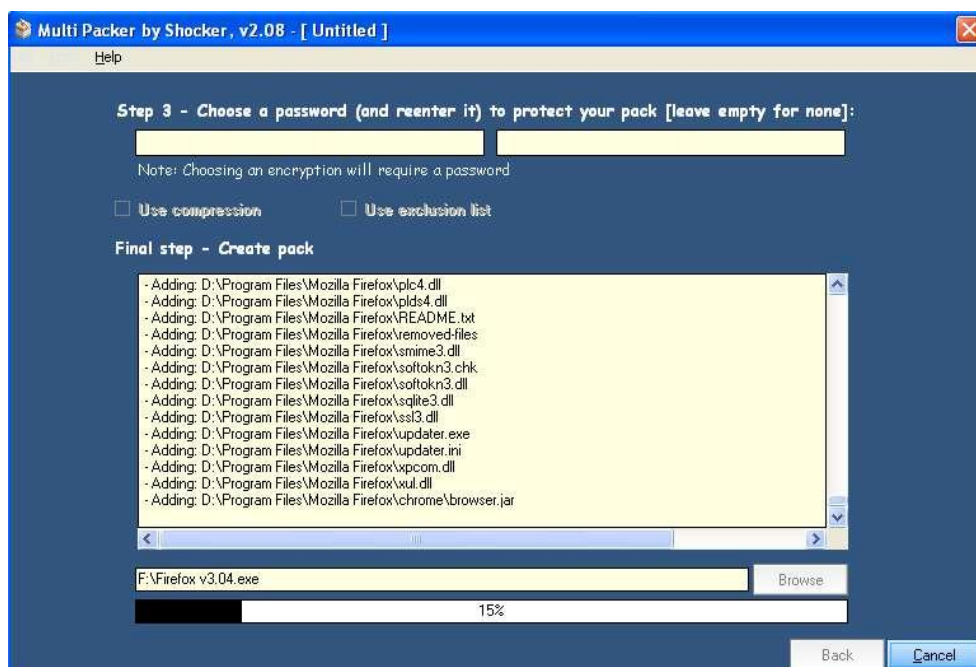 Multi Packer by Shocker, v2.08 - [ Untitled ]
Help
Step 3 - Choose a password (and reenter it) to protect your pack [leave empty for none]:
Note: Choosing an encryption will require a password
Use compression Use exclusion list
Final step - Create pack
- Adding: D:\Program Files\Mozilla Firefox\plc4.dll
- Adding: D:\Program Files\Mozilla Firefox\plds4.dll
- Adding: D:\Program Files\Mozilla Firefox\README.txt
- Adding: D:\Program Files\Mozilla Firefox\removed-files
- Adding: D:\Program Files\Mozilla Firefox\smime3.dll
- Adding: D:\Program Files\Mozilla Firefox\softokn3.chk
- Adding: D:\Program Files\Mozilla Firefox\softokn3.dll
- Adding: D:\Program Files\Mozilla Firefox\sqlite3.dll
- Adding: D:\Program Files\Mozilla Firefox\ssl3.dll
- Adding: D:\Program Files\Mozilla Firefox\updater.exe
- Adding: D:\Program Files\Mozilla Firefox\updater.ini
- Adding: D:\Program Files\Mozilla Firefox\xpcom.dll
- Adding: D:\Program Files\Mozilla Firefox\xul.dll
- Adding: D:\Program Files\Mozilla Firefox\chrome\browser.jar
F:\Firefox v3.04.exe Browse
15%
Back Cancel